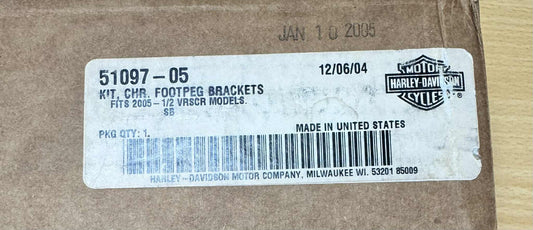 JAN 10 2005
51097-05
12/06/04
KIT, CHR. FOOTPEG BRACKETS
FITS 2005-1/2 VRSCR MODELS.
SB
MOTOR
HARLEY-DAVIDSON
CYCLES
PKG QTY: 1.
MADE IN UNITED STATES
HARLEY-DAVIDSON MOTOR COMPANY, MILWAUKEE WI. 53201 85009